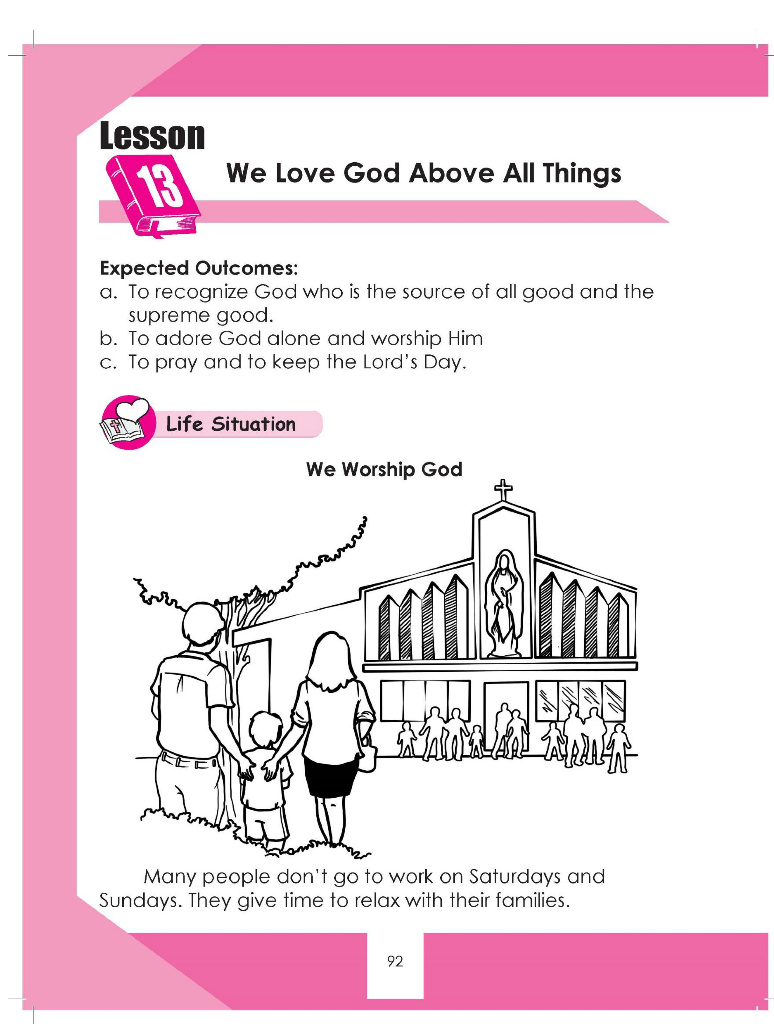 Lesson
13
We Love God Above All Things
Expected Outcomes:
a. To recognize God who is the source of all good and the
supreme good.
b. To adore God alone and worship Him
c. To pray and to keep the Lord's Day.
Life Situation
We Worship God
Many people don't go to work on Saturdays and
Sundays. They give time to relax with their families.
92